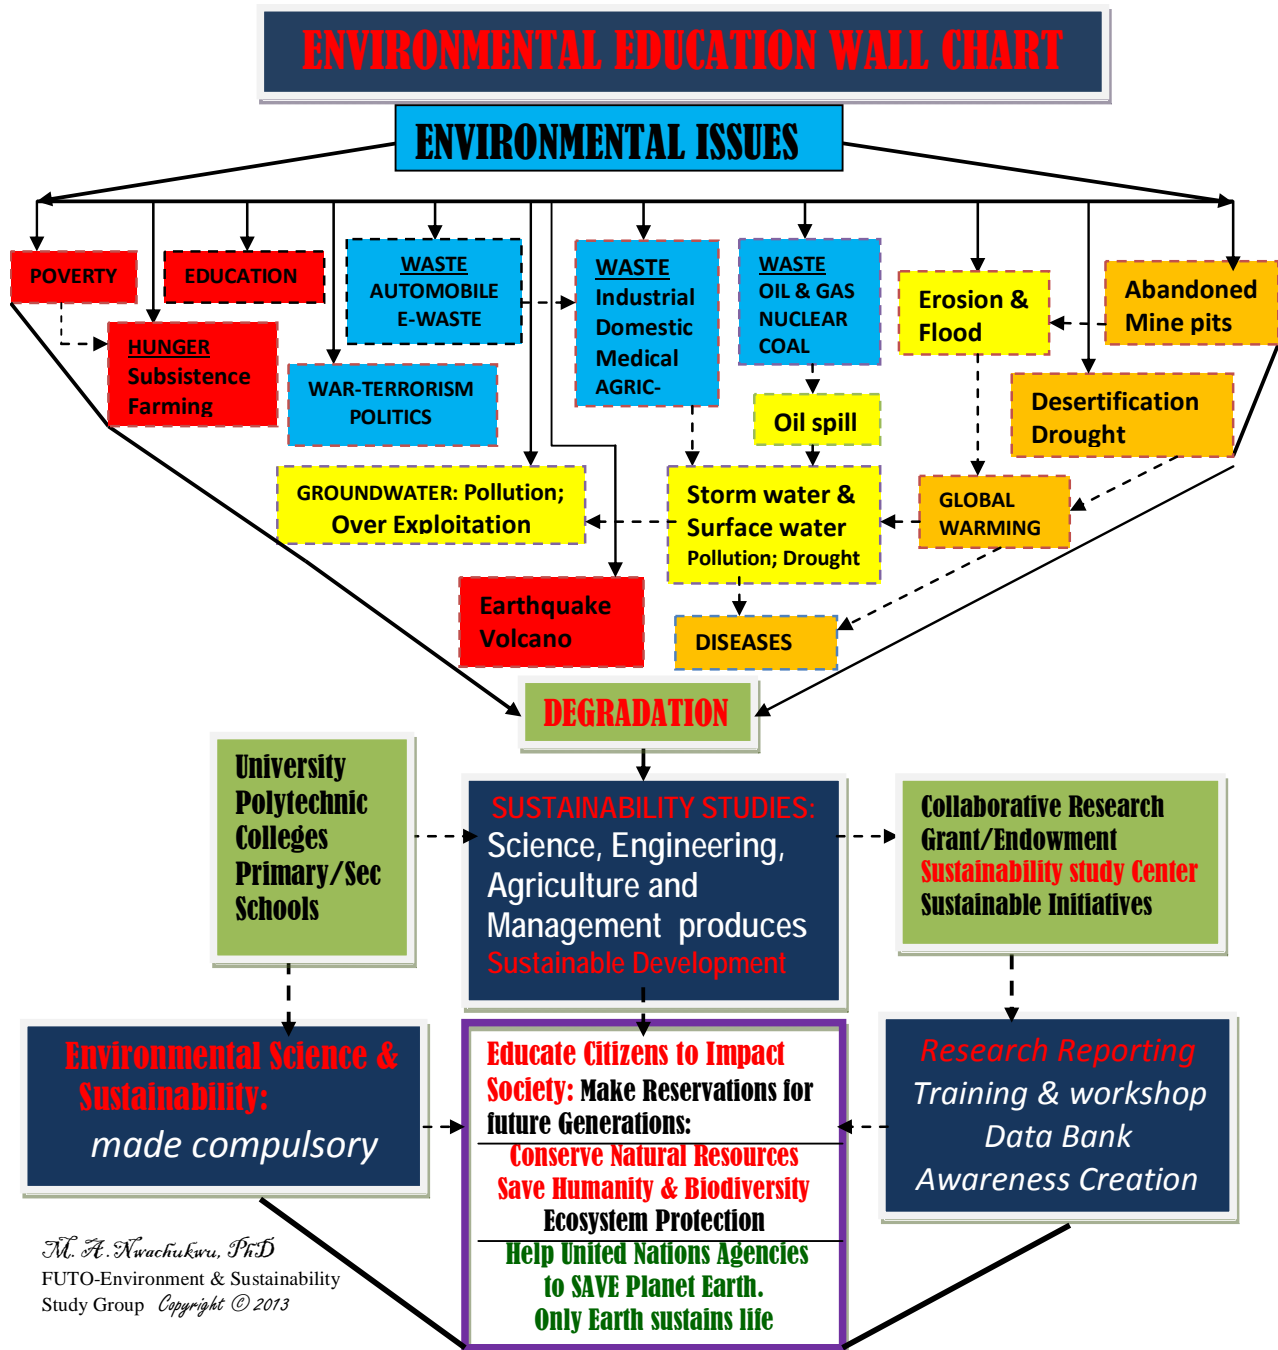 ENVIRONMENTAL EDUCATION WALL CHART
ENVIRONMENTAL ISSUES
POVERTY
EDUCATION
WASTE
AUTOMOBILE
E-WASTE
WASTE
Industrial
Domestic
Medical
AGRIC-
WASTE
OIL & GAS
NUCLEAR
COAL
Erosion &
Flood
Abandoned
Mine pits
HUNGER
Subsistence
Farming
WAR-TERRORISM
POLITICS
Oil spill
Desertification
Drought
GROUNDWATER: Pollution;
Over Exploitation
Storm water &
Surface water
Pollution; Drought
GLOBAL
WARMING
Earthquake
Volcano
DISEASES
DEGRADATION
University
Polytechnic
Colleges
Primary/Sec
Schools
SUSTAINABILITY STUDIES:
Science, Engineering,
Agriculture and
Management produces
Sustainable Development
Collaborative Research
Grant/Endowment
Sustainability study Center
Sustainable Initiatives
Environmental Science &
Sustainability:
made compulsory
Educate Citizens to Impact
Society: Make Reservations for
future Generations:
Conserve Natural Resources
Save Humanity & Biodiversity
Ecosystem Protection
Help United Nations Agencies
to SAVE Planet Earth.
Only Earth sustains life
Research Reporting
Training & workshop
Data Bank
Awareness Creation
M. A. Nwachukwu, PhD
FUTO-Environment & Sustainability
Study Group Copyright © 2013